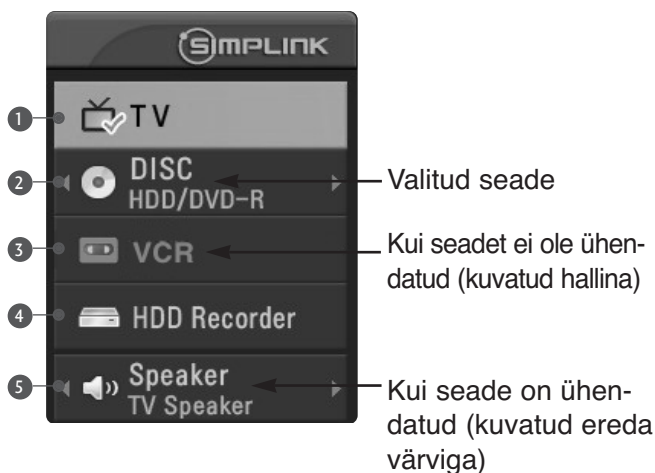 SIMPLINK
1 TV
2 DISC
HDD/DVD-R
Valitud seade
3 VCR
Kui seadet ei ole ühen-
datud (kuvatud hallina)
4 HDD Recorder
5 Speaker
TV Speaker
Kui seade on ühen-
datud (kuvatud ereda
värviga)